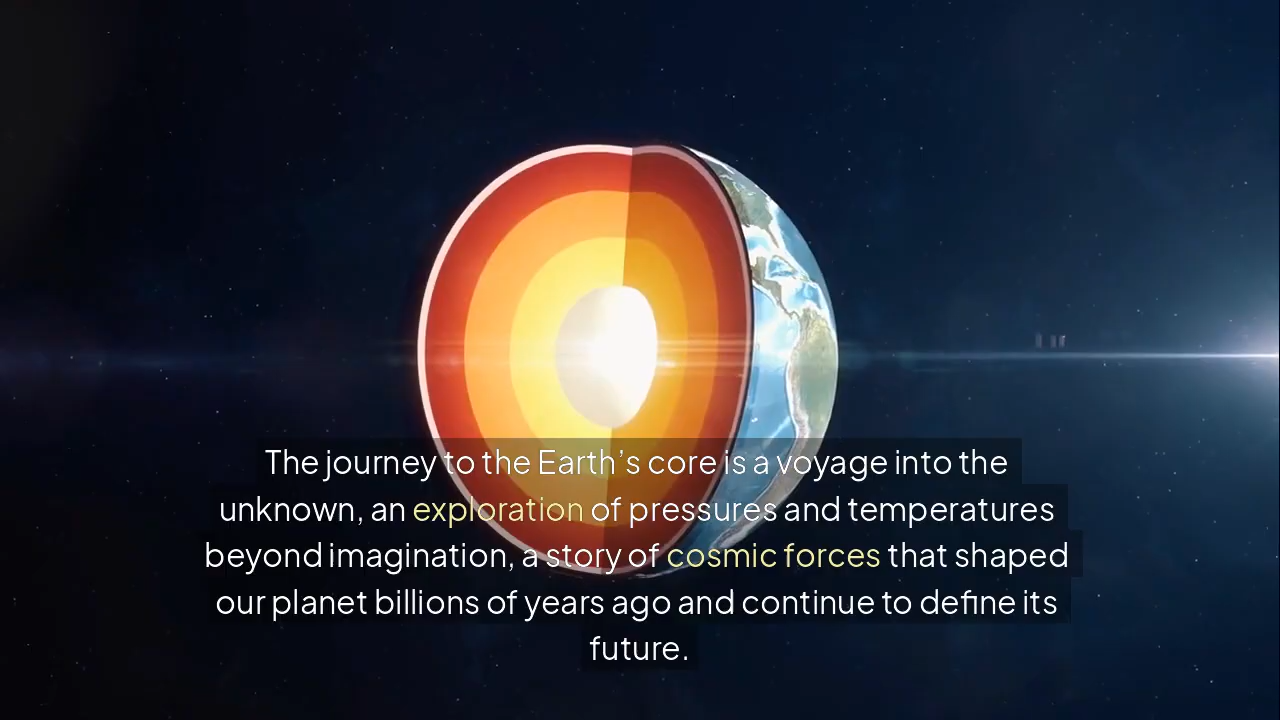 The journey to the Earth’s core is a voyage into the
unknown, an exploration of pressures and temperatures
beyond imagination, a story of cosmic forces that shaped
our planet billions of years ago and continue to define its
future.